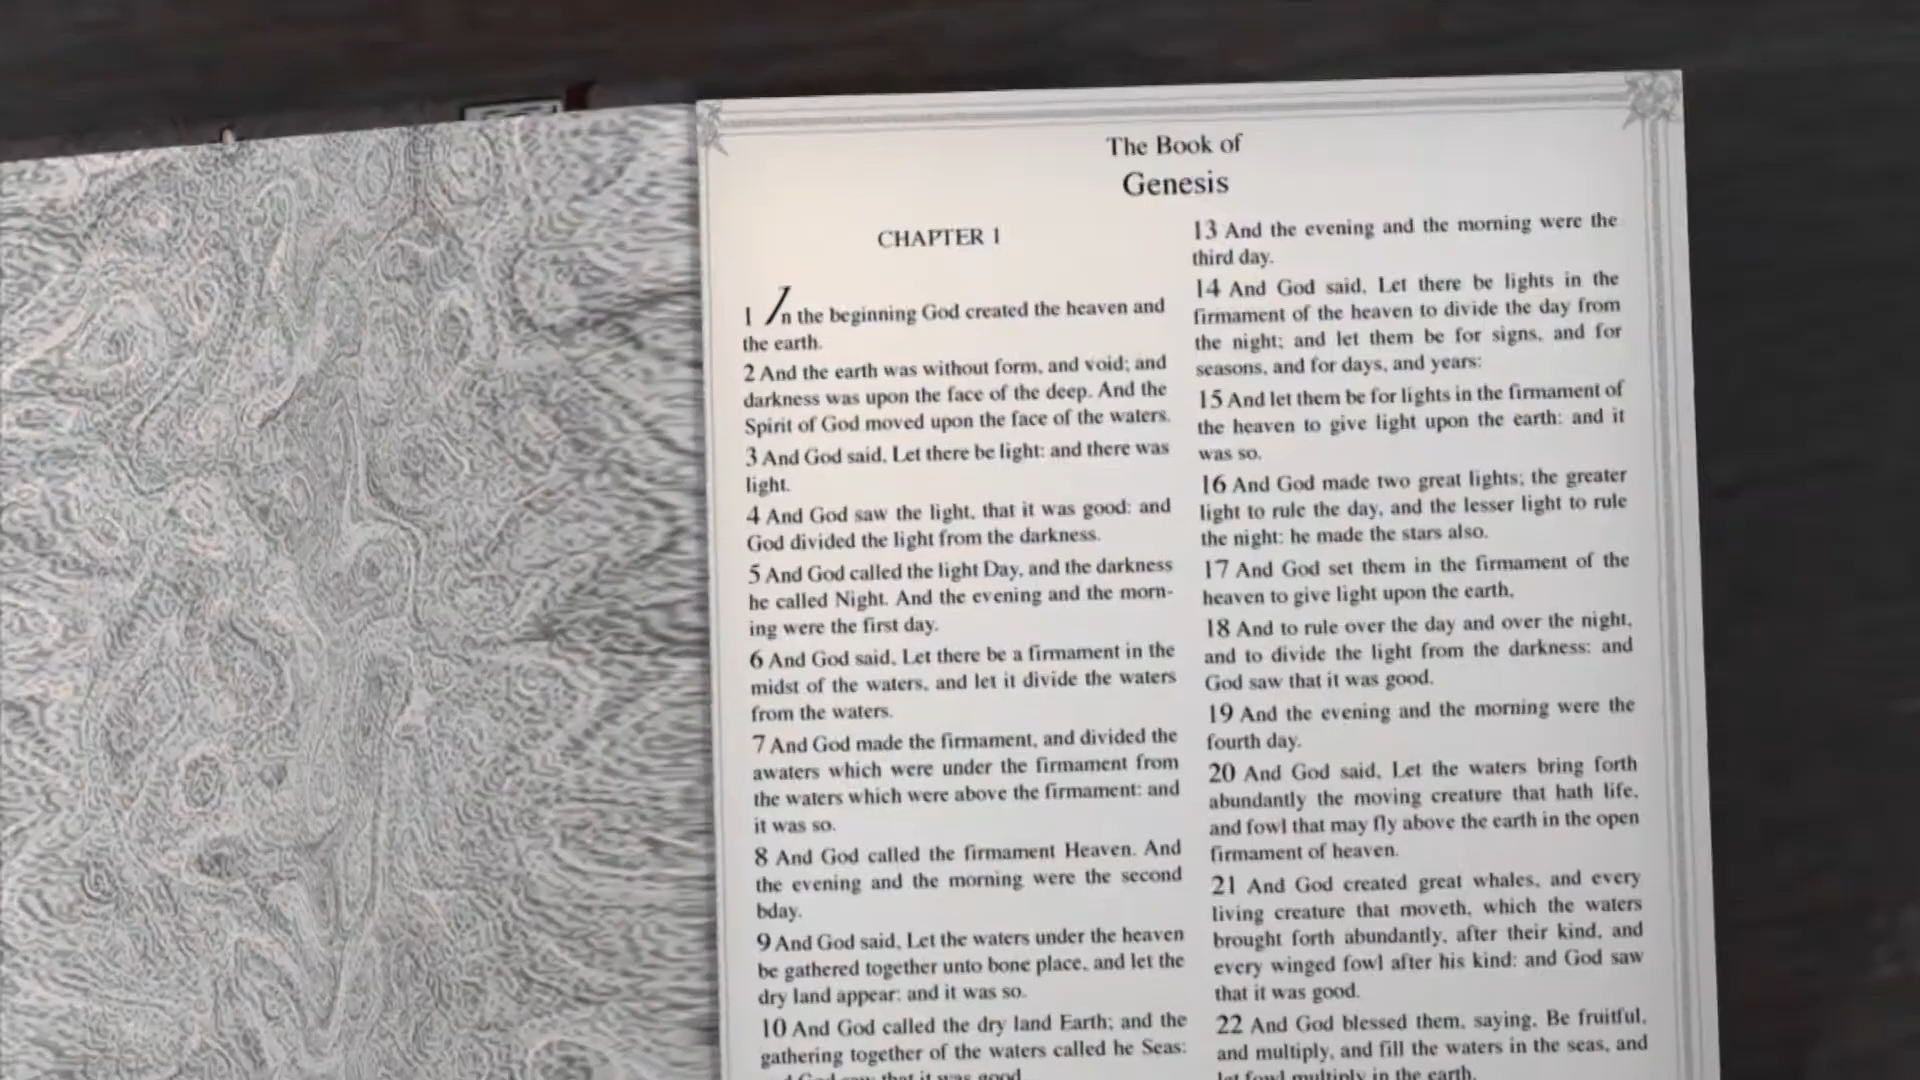 The Book of
Genesis
CHAPTER 1
1 In the beginning God created the heaven and
the earth.
2 And the earth was without form, and void; and
darkness was upon the face of the deep. And the
Spirit of God moved upon the face of the waters.
3 And God said, Let there be light: and there was
light.
4 And God saw the light, that it was good: and
God divided the light from the darkness.
5 And God called the light Day, and the darkness
he called Night. And the evening and the morn-
ing were the first day.
6 And God said, Let there be a firmament in the
midst of the waters, and let it divide the waters
from the waters.
7 And God made the firmament, and divided the
awaters which were under the firmament from
the waters which were above the firmament: and
it was so.
8 And God called the firmament Heaven. And
the evening and the morning were the second
bday.
9 And God said, Let the waters under the heaven
be gathered together unto bone place, and let the
dry land appear: and it was so.
10 And God called the dry land Earth; and the
gathering together of the waters called he Seas:
and God saw that it was good.
13 And the evening and the morning were the
third day.
14 And God said, Let there be lights in the
firmament of the heaven to divide the day from
the night; and let them be for signs, and for
seasons, and for days, and years:
15 And let them be for lights in the firmament of
the heaven to give light upon the earth: and it
was so.
16 And God made two great lights; the greater
light to rule the day, and the lesser light to rule
the night: he made the stars also.
17 And God set them in the firmament of the
heaven to give light upon the earth,
18 And to rule over the day and over the night,
and to divide the light from the darkness: and
God saw that it was good.
19 And the evening and the morning were the
fourth day.
20 And God said, Let the waters bring forth
abundantly the moving creature that hath life,
and fowl that may fly above the earth in the open
firmament of heaven.
21 And God created great whales, and every
living creature that moveth, which the waters
brought forth abundantly, after their kind, and
every winged fowl after his kind: and God saw
that it was good.
22 And God blessed them, saying, Be fruitful,
and multiply, and fill the waters in the seas, and
let fowl multiply in the earth.